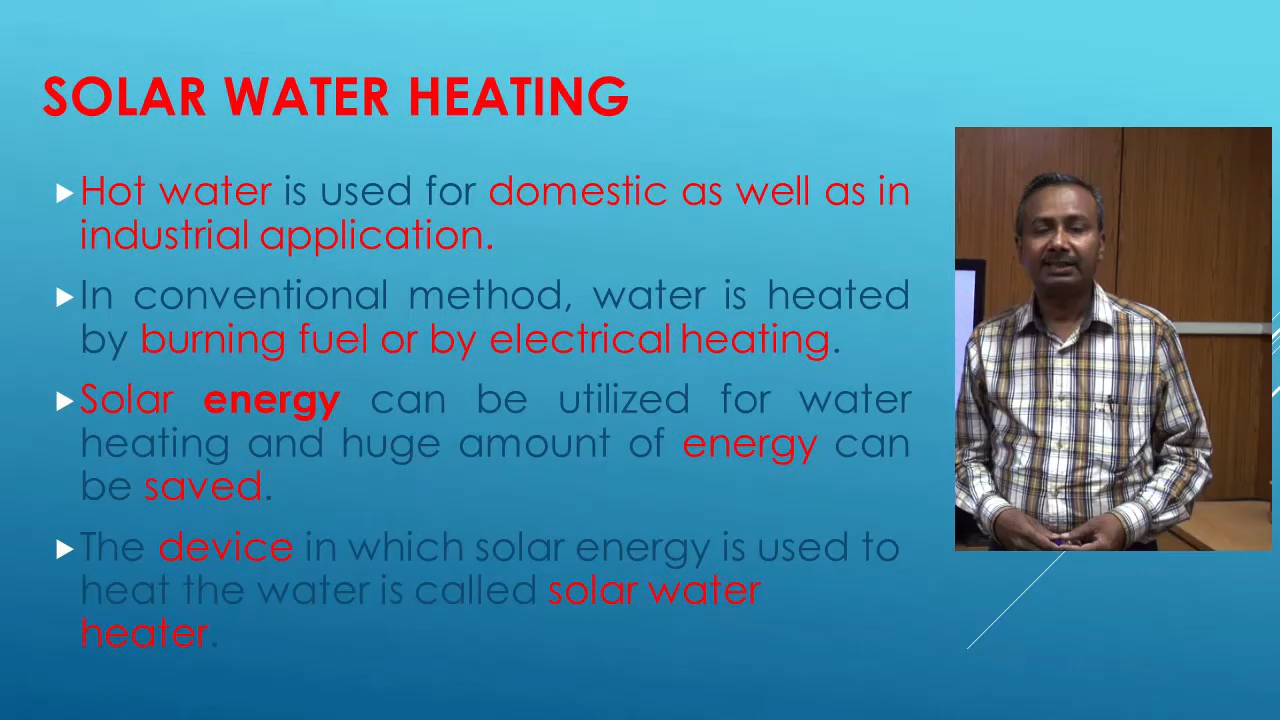 SOLAR WATER HEATING
Hot water is used for domestic as well as in
industrial application.
In conventional method, water is heated
by burning fuel or by electrical heating.
Solar energy can be utilized for water
heating and huge amount of energy can
be saved.
The device in which solar energy is used to
heat the water is called solar water
heater.